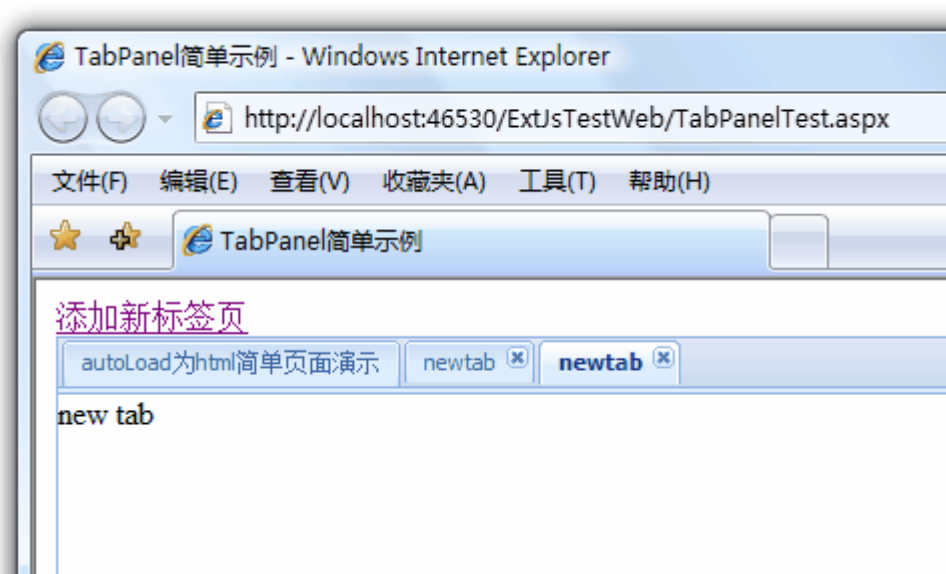 TabPanel简单示例 - Windows Internet Explorer
http://localhost:46530/ExtJsTestWeb/TabPanelTest.aspx
文件(F) 编辑(E) 查看(V) 收藏夹(A) 工具(T) 帮助(H)
TabPanel简单示例
添加新标签页
autoLoad为html简单页面演示 newtab newtab
new tab